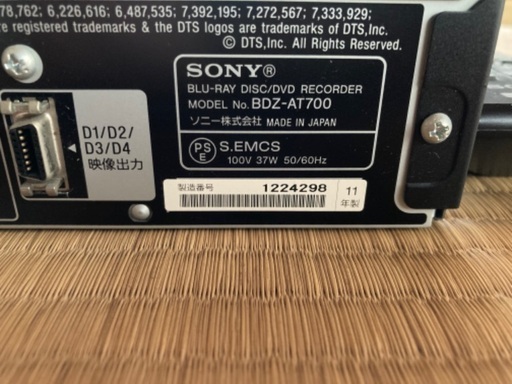 78,762; 6,226,616; 6,487,535; 7,392,195; 7,272,567; 7,333,929;
re registered trademarks & the DTS logos are trademarks of DTS,Inc.
© DTS,Inc. All Rights Reserved.
SONY®
BLU-RAY DISC/DVD RECORDER
MODEL No. BDZ-AT700
ソニー株式会社 MADE IN JAPAN
PS
E
S.EMCS
100V 37W 50/60Hz
D1/D2/
D3/D4
映像出力
製造番号 1224298
11
年製